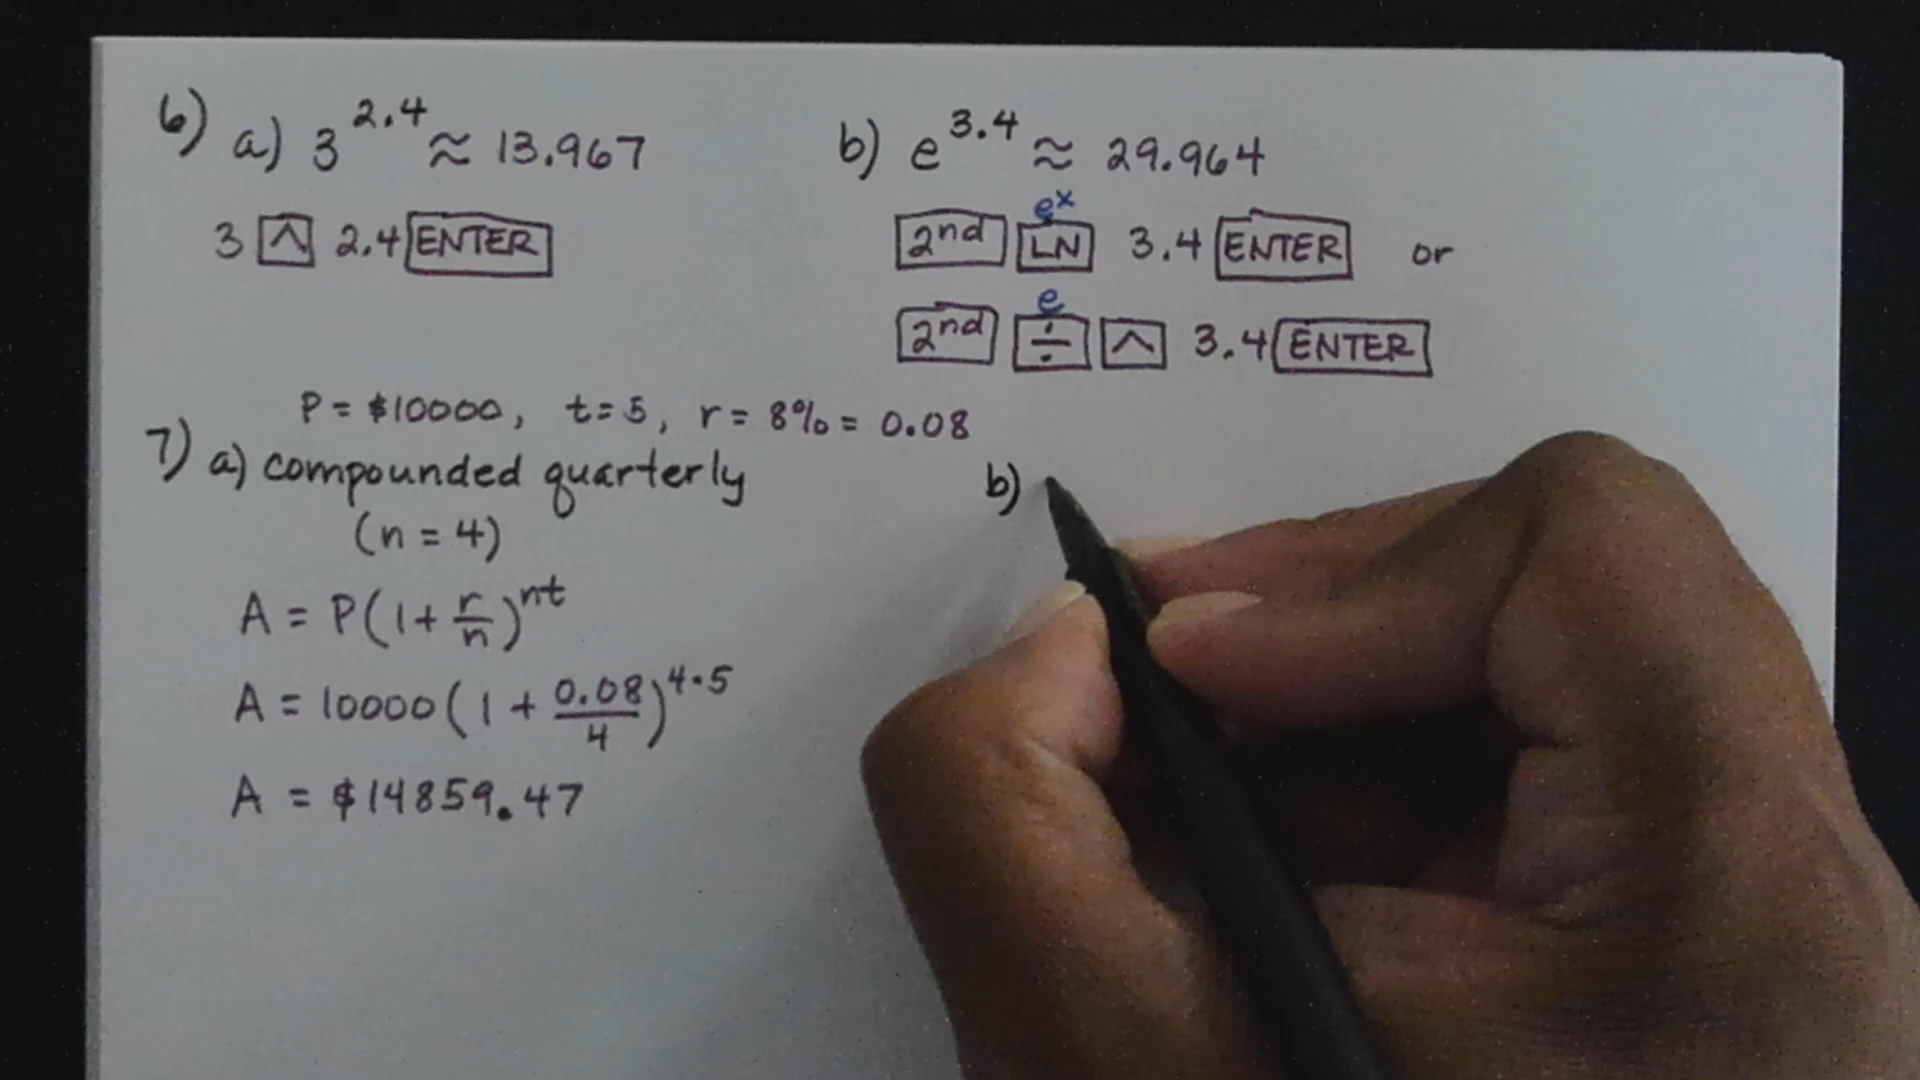 6) a) 3^2.4 ≈ 13.967
3 ^ 2.4 ENTER
b) e^3.4 ≈ 29.964
e^x
2nd LN 3.4 ENTER or
e
2nd ÷ ^ 3.4 ENTER
P = $10000, t = 5, r = 8% = 0.08
7) a) compounded quarterly
(n = 4)
A = P(1 + r/n)^nt
A = 10000(1 + 0.08/4)^4·5
A = $14859.47
b)